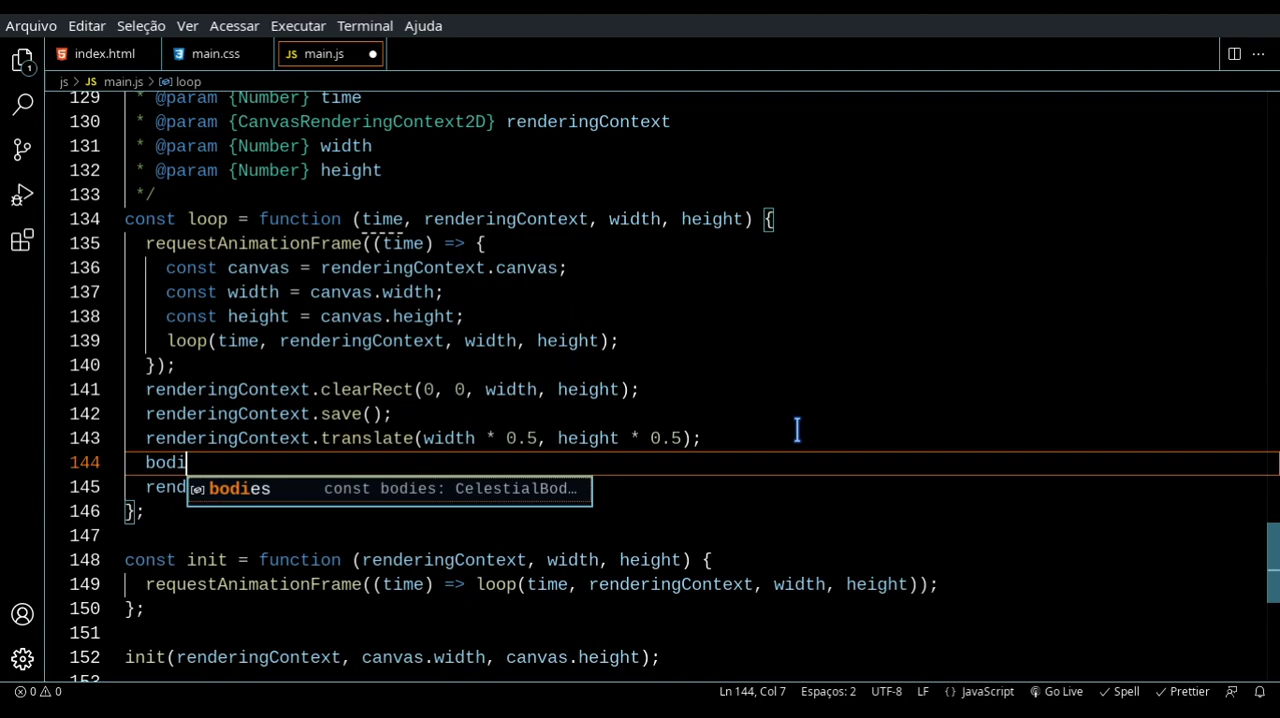 Arquivo Editar Seleção Ver Acessar Executar Terminal Ajuda
index.html main.css JS main.js
js > JS main.js > loop
129 * @param {Number} time
130 * @param {CanvasRenderingContext2D} renderingContext
131 * @param {Number} width
132 * @param {Number} height
133 */
134 const loop = function (time, renderingContext, width, height) {
135 requestAnimationFrame((time) => {
136 const canvas = renderingContext.canvas;
137 const width = canvas.width;
138 const height = canvas.height;
139 loop(time, renderingContext, width, height);
140 });
141 renderingContext.clearRect(0, 0, width, height);
142 renderingContext.save();
143 renderingContext.translate(width * 0.5, height * 0.5);
144 bodi
145 rend
bodies const bodies: CelestialBod…
146 };
147
148 const init = function (renderingContext, width, height) {
149 requestAnimationFrame((time) => loop(time, renderingContext, width, height));
150 };
151
152 init(renderingContext, canvas.width, canvas.height);
153
1
0 0 Ln 144, Col 7 Espaços: 2 UTF-8 LF {} JavaScript Go Live Spell Prettier